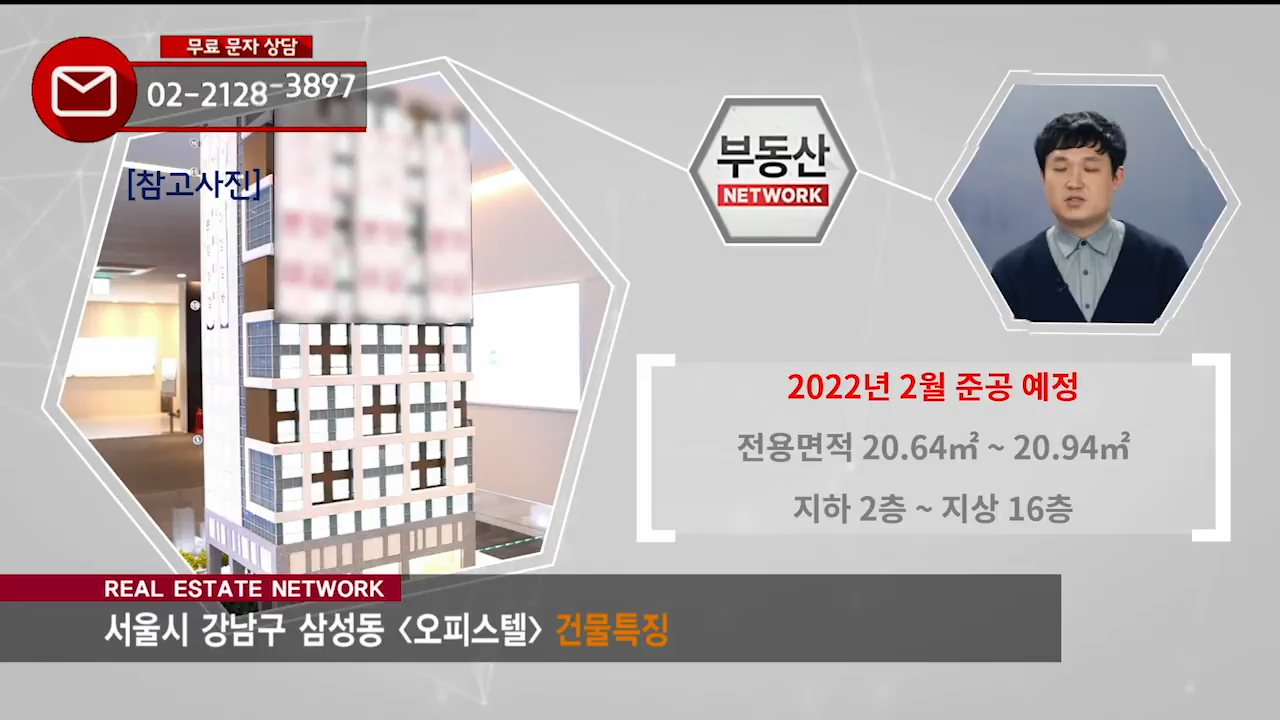 무료 문자 상담
02-2128-3897
[참고사진]
부동산
NETWORK
2022년 2월 준공 예정
전용면적 20.64㎡ ~ 20.94㎡
지하 2층 ~ 지상 16층
REAL ESTATE NETWORK
서울시 강남구 삼성동 <오피스텔> 건물특징